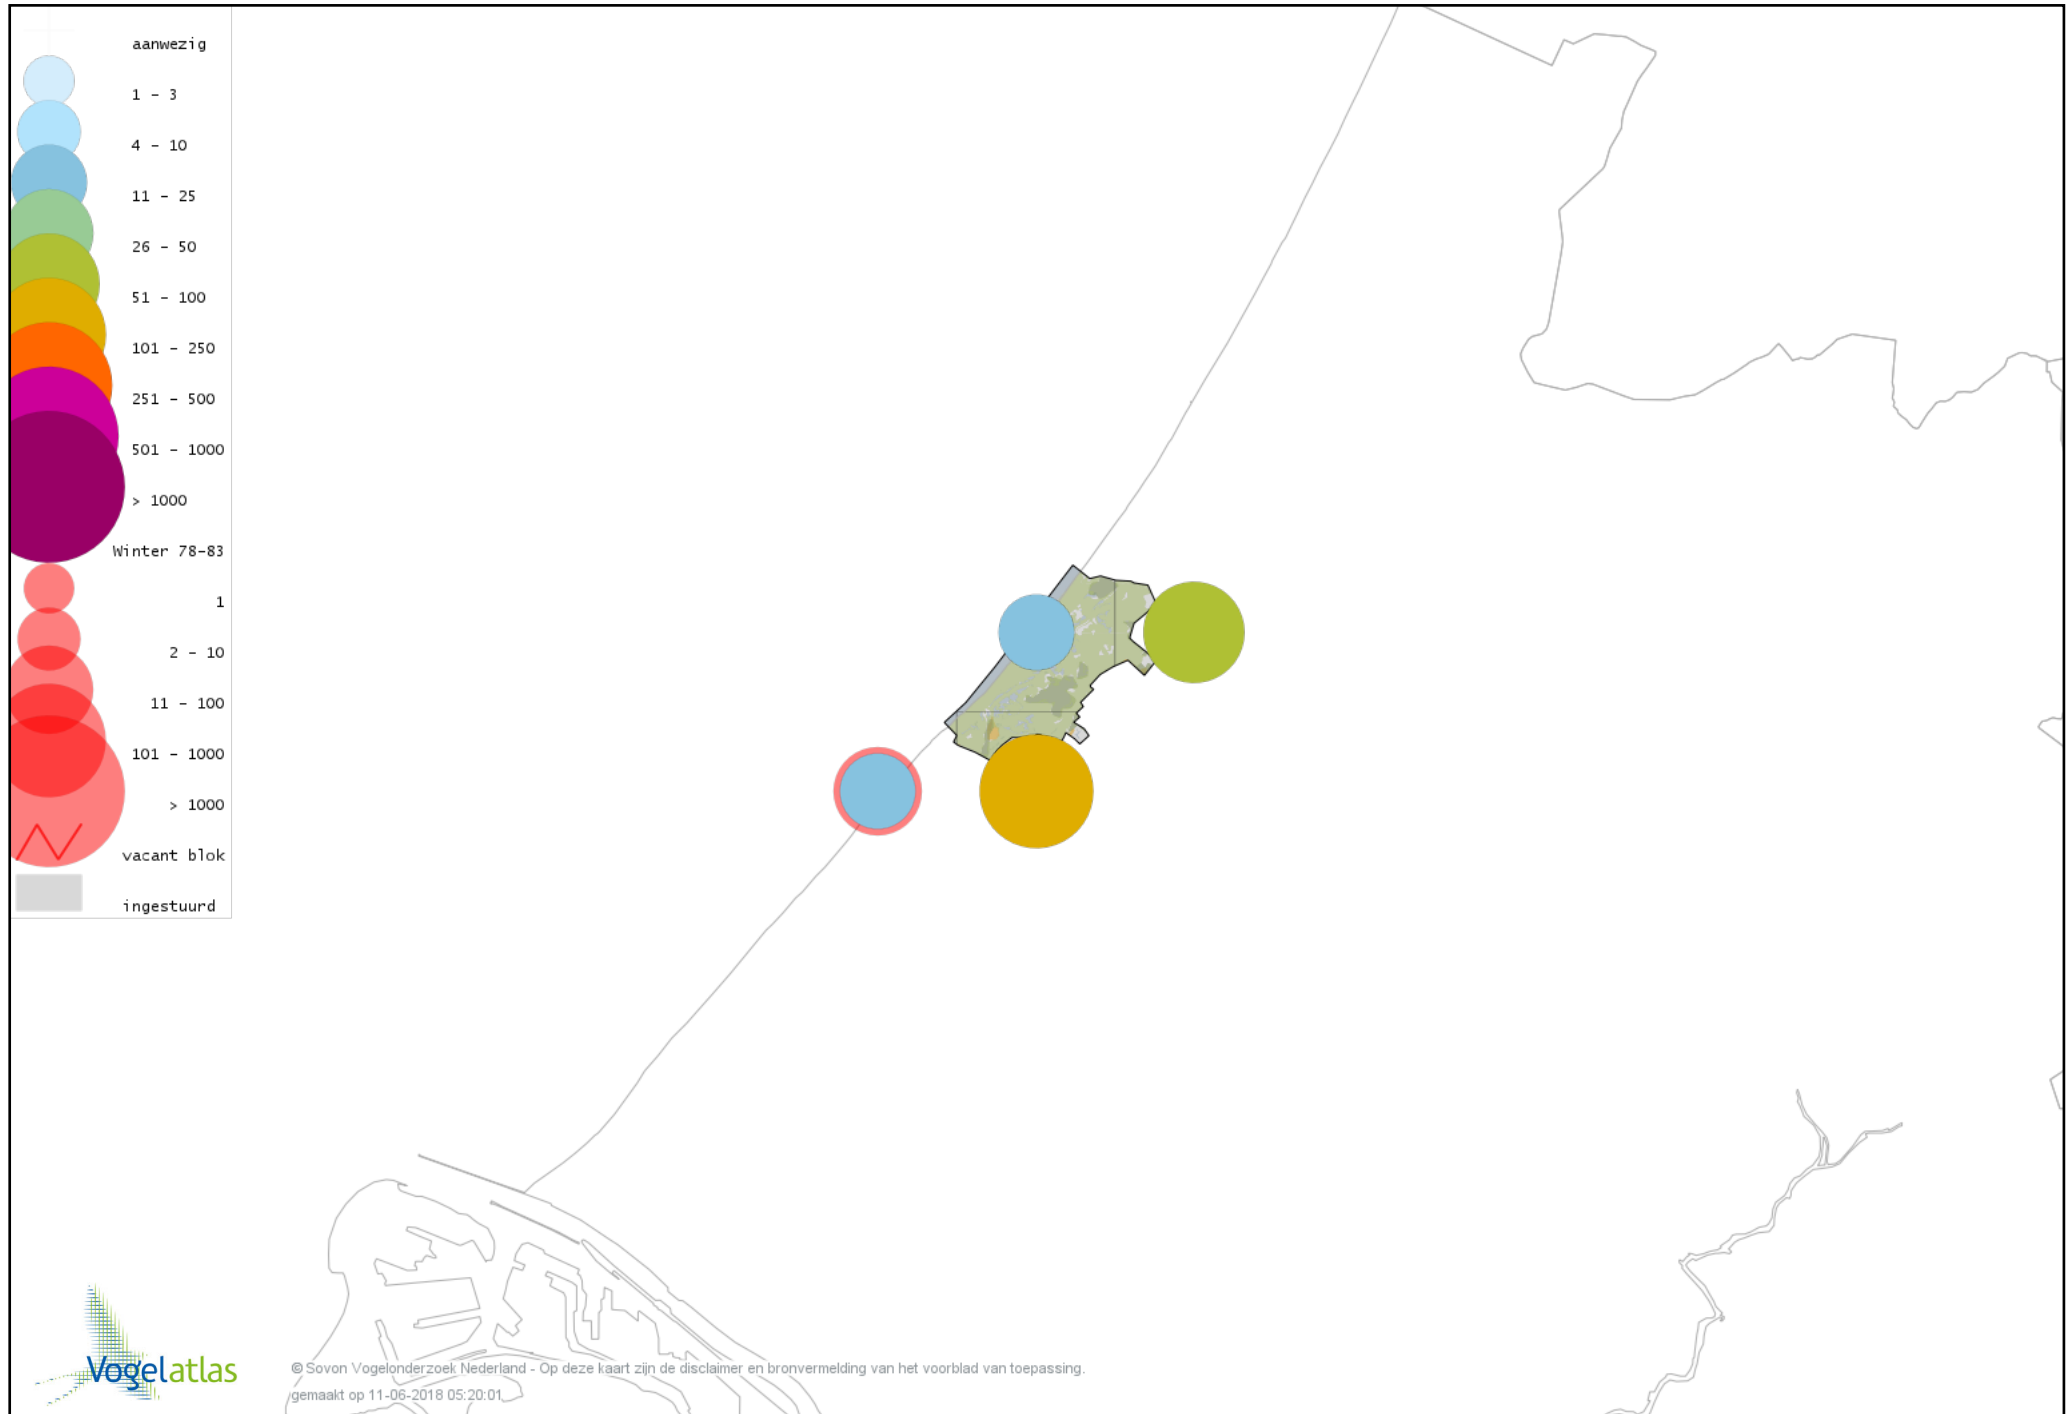 aanwezig
1 - 3
4 - 10
11 - 25
26 - 50
51 - 100
101 - 250
251 - 500
501 - 1000
> 1000
Winter 78-83
1
2 - 10
11 - 100
101 - 1000
> 1000
vacant blok
ingestuurd
Vogelatlas
© Sovon Vogelonderzoek Nederland - Op deze kaart zijn de disclaimer en bronvermelding van het voorblad van toepassing.
gemaakt op 11-06-2018 05:20:01